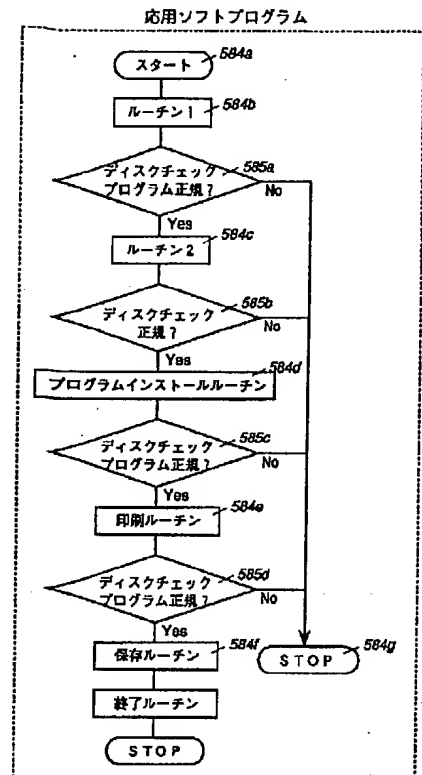 応用ソフトプログラム
スタート 584a
ルーチン1 584b
ディスクチェック 585a
プログラム正規?
No
Yes
ルーチン2 584c
ディスクチェック 585b
正規?
No
Yes
プログラムインストールルーチン 584d
ディスクチェック 585c
プログラム正規?
No
Yes
印刷ルーチン 584e
ディスクチェック 585d
プログラム正規?
No
Yes
保存ルーチン 584f
STOP 584g
終了ルーチン
STOP